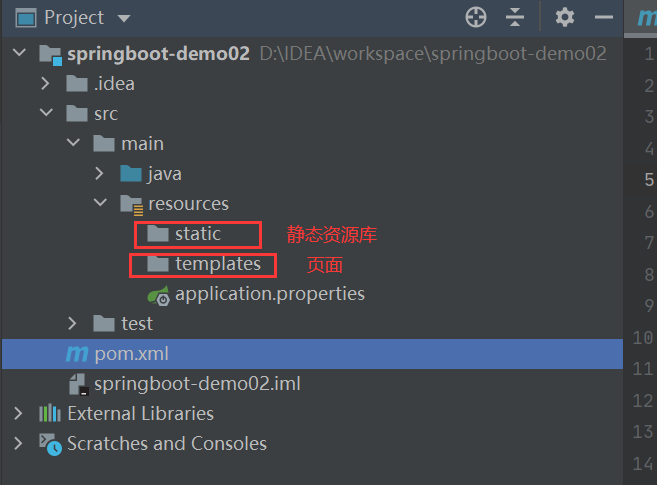 Project
springboot-demo02 D:\IDEA\workspace\springboot-demo02
.idea
src
main
java
resources
static 静态资源库
templates 页面
application.properties
test
pom.xml
springboot-demo02.iml
External Libraries
Scratches and Consoles
1
2
3
4
5
6
7
8
9
10
11
12
13
14